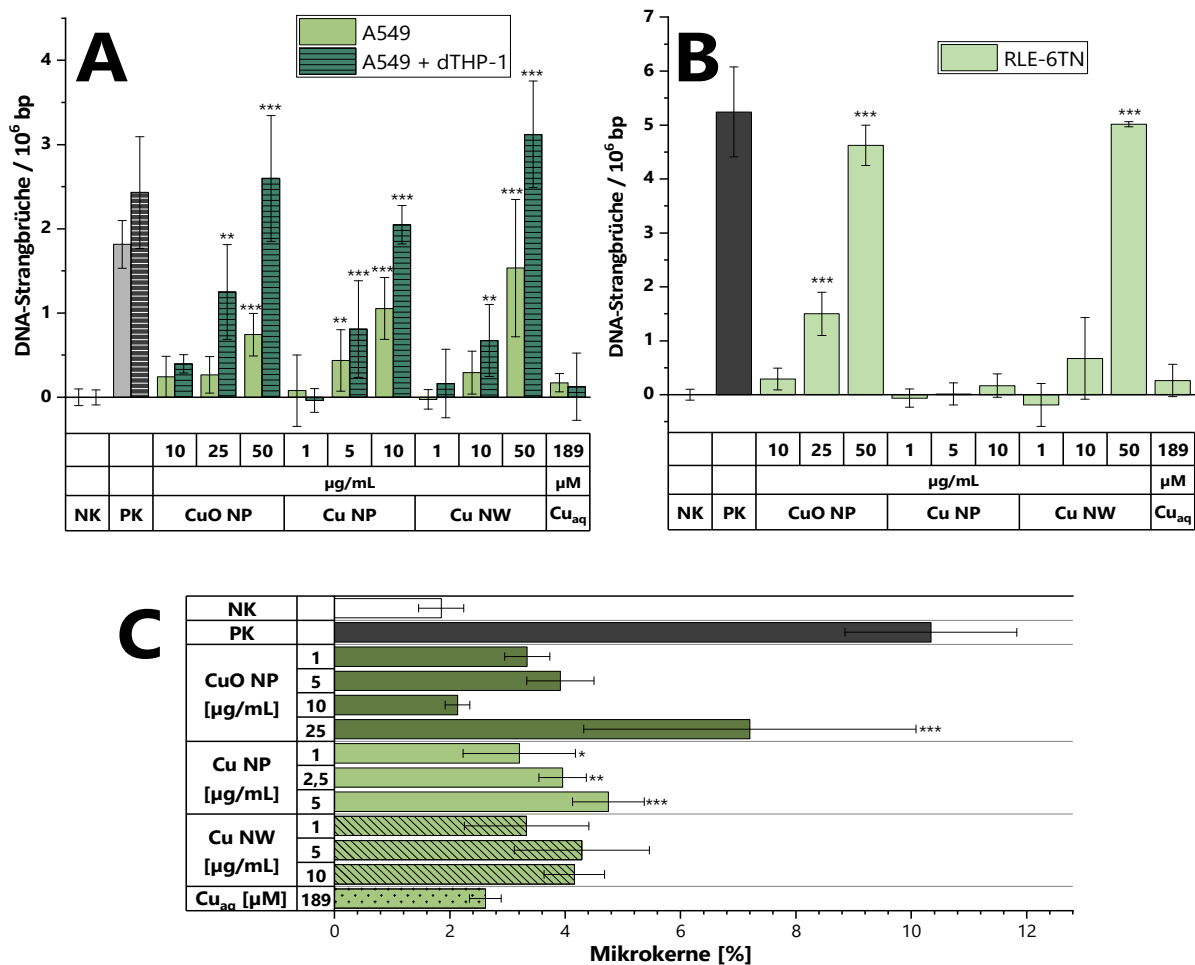 A
A549
A549 + dTHP-1
DNA-Strangbrüche / 10⁶ bp
4
3
2
1
0
** *** *** ** *** *** *** ** *** ***
10 25 50 1 5 10 1 10 50 189
µg/mL µM
NK PK CuO NP Cu NP Cu NW Cuaq
B
RLE-6TN
DNA-Strangbrüche / 10⁶ bp
7
6
5
4
3
2
1
0
*** *** ***
10 25 50 1 5 10 1 10 50 189
µg/mL µM
NK PK CuO NP Cu NP Cu NW Cuaq
C
NK
PK
CuO NP
[µg/mL]
1
5
10
25 ***
Cu NP
[µg/mL]
1 *
2,5 **
5 ***
Cu NW
[µg/mL]
1
5
10
Cuaq [µM] 189
0 2 4 6 8 10 12
Mikrokerne [%]